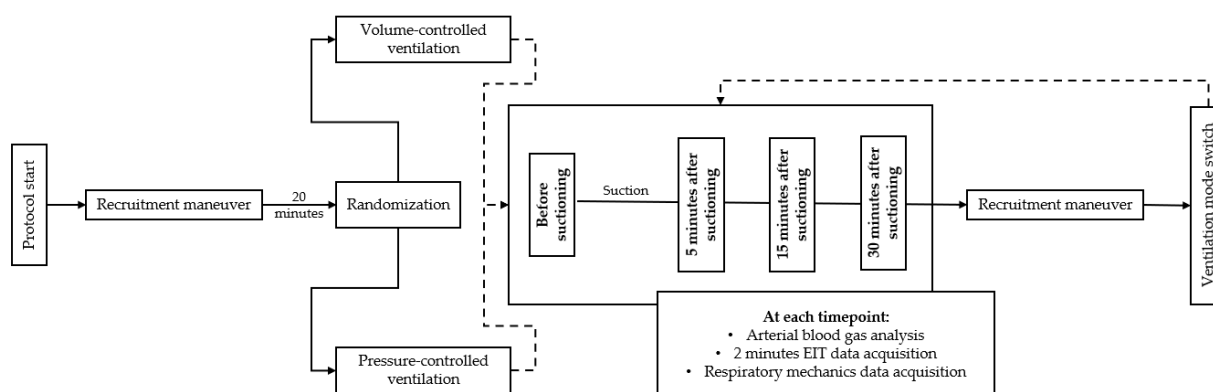 Protocol start
Recruitment maneuver
20
minutes
Randomization
Volume-controlled
ventilation
Pressure-controlled
ventilation
Before
suctioning
Suction
5 minutes after
suctioning
15 minutes after
suctioning
30 minutes after
suctioning
At each timepoint:
• Arterial blood gas analysis
• 2 minutes EIT data acquisition
• Respiratory mechanics data acquisition
Recruitment maneuver
Ventilation mode switch